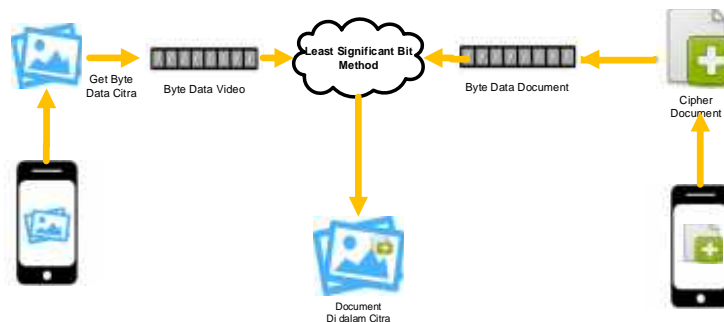 Least Significant Bit
Method
Get Byte
Data Citra
Byte Data Video
Byte Data Document
Cipher
Document
Document
Di dalam Citra